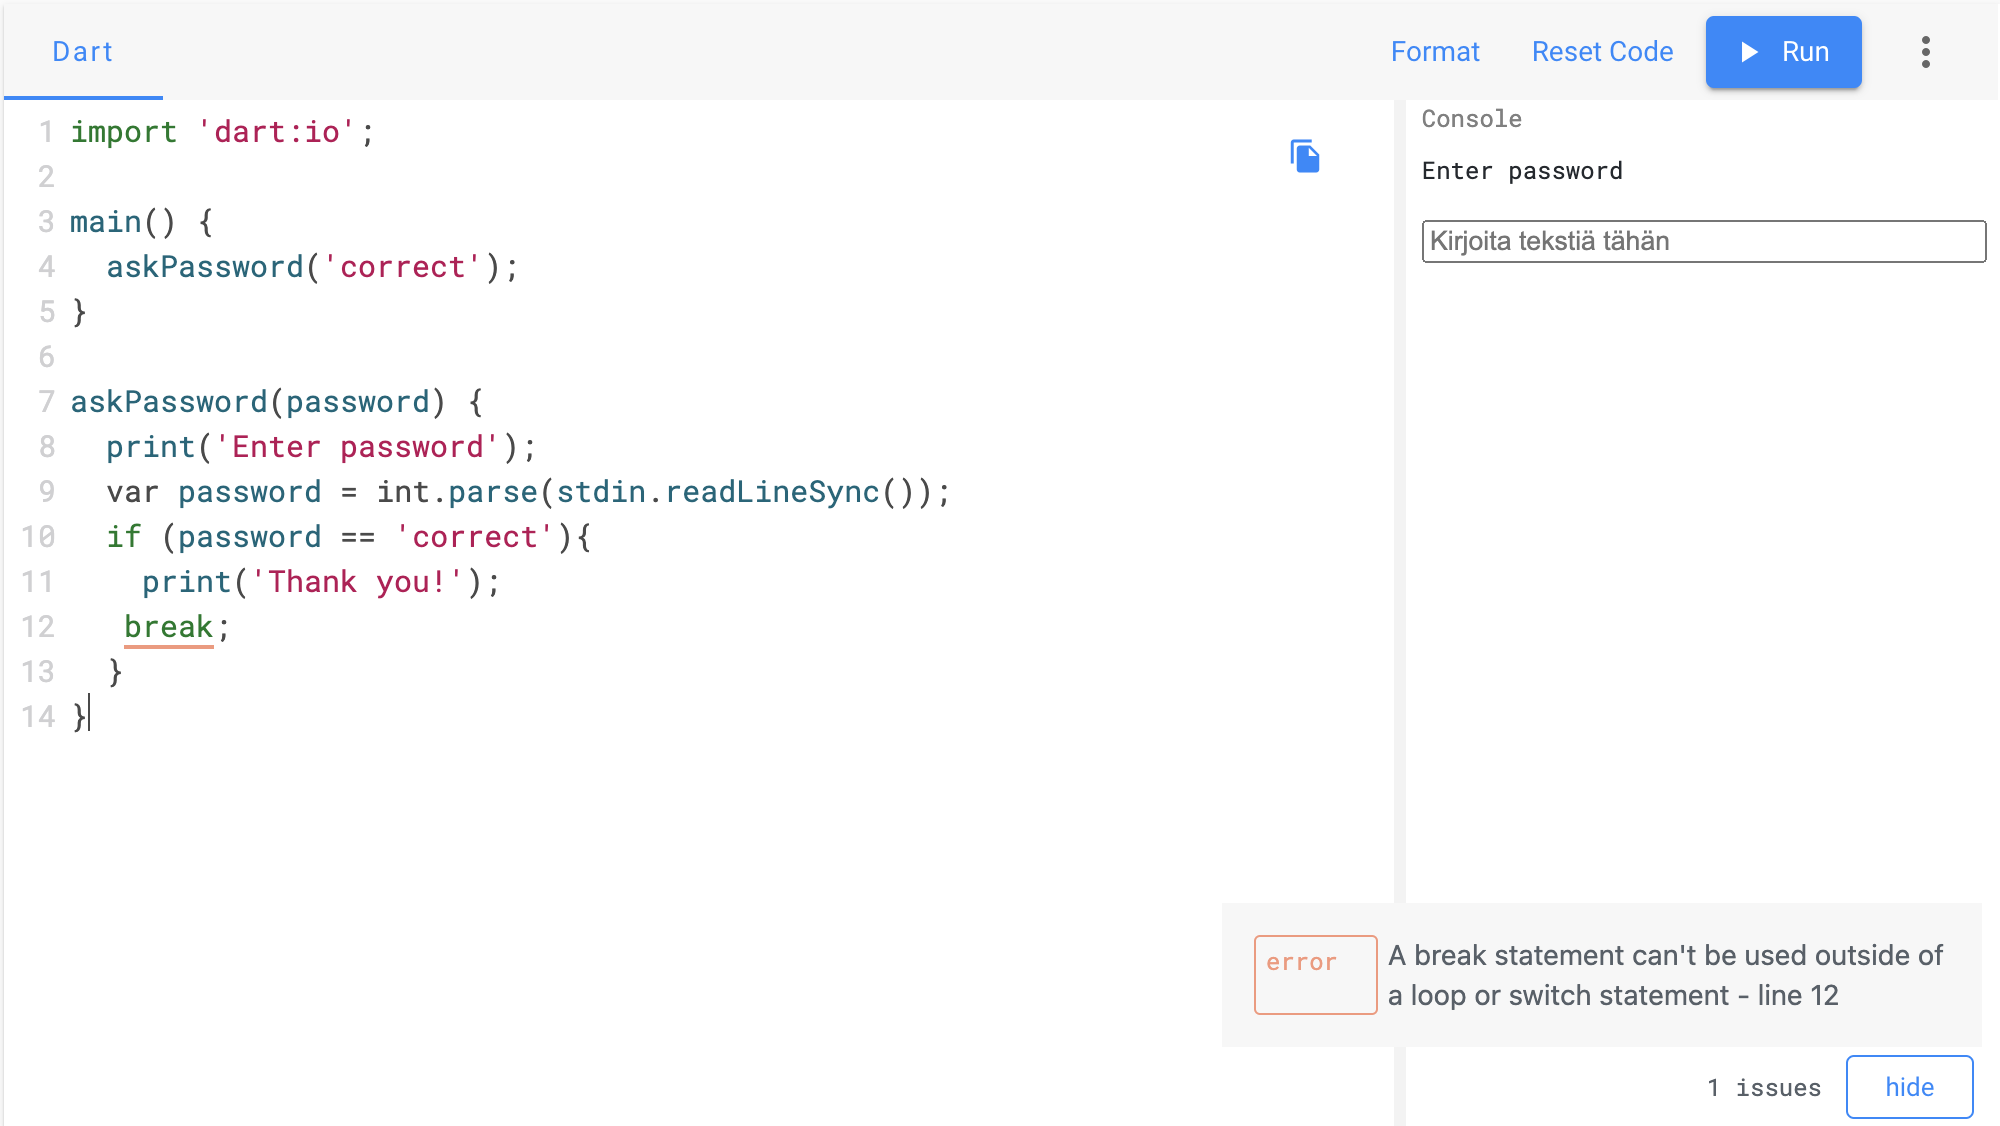 Dart
Format Reset Code Run
1 import 'dart:io';
2
3 main() {
4   askPassword('correct');
5 }
6
7 askPassword(password) {
8   print('Enter password');
9   var password = int.parse(stdin.readLineSync());
10   if (password == 'correct'){
11     print('Thank you!');
12    break;
13   }
14 }
Console
Enter password
Kirjoita tekstiä tähän
error
A break statement can't be used outside of
a loop or switch statement - line 12
1 issues
hide